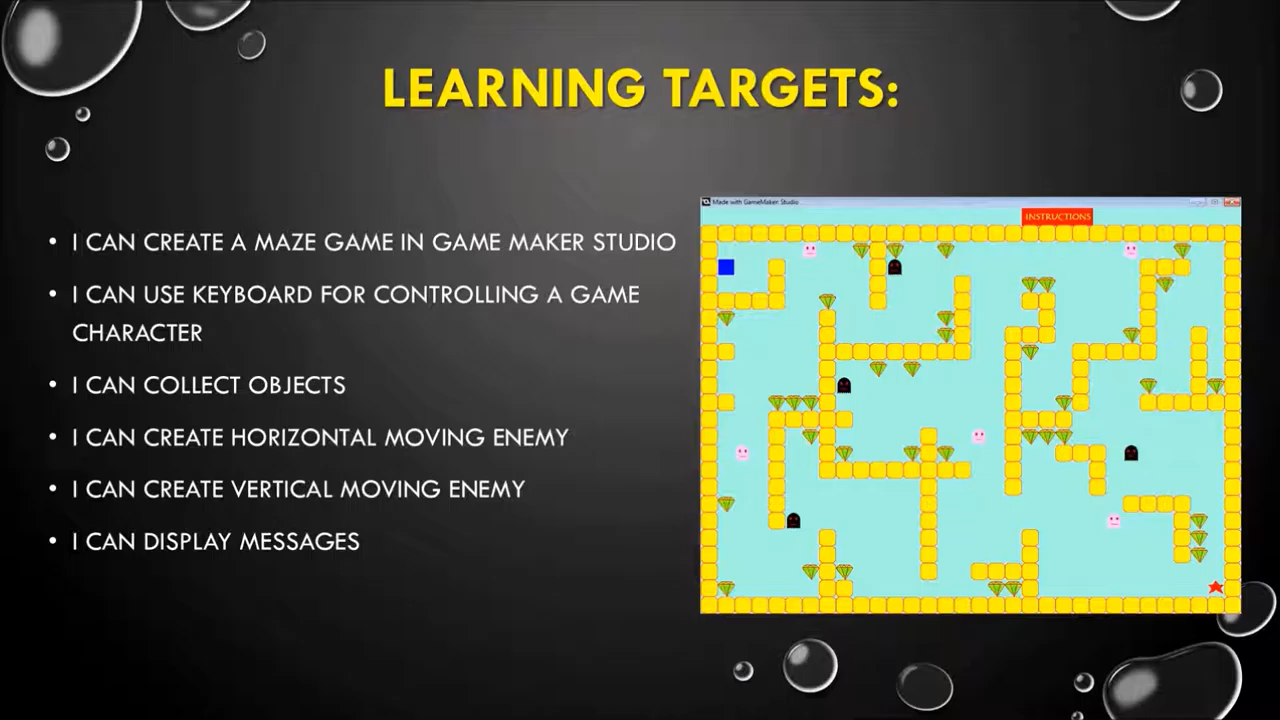 LEARNING TARGETS:
• I CAN CREATE A MAZE GAME IN GAME MAKER STUDIO
• I CAN USE KEYBOARD FOR CONTROLLING A GAME
CHARACTER
• I CAN COLLECT OBJECTS
• I CAN CREATE HORIZONTAL MOVING ENEMY
• I CAN CREATE VERTICAL MOVING ENEMY
• I CAN DISPLAY MESSAGES
Made with GameMaker Studio
INSTRUCTIONS